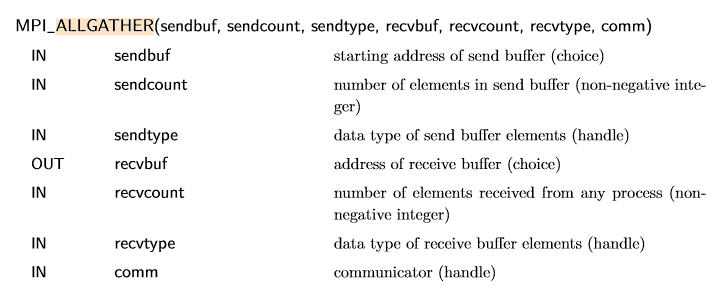 MPI_ALLGATHER(sendbuf, sendcount, sendtype, recvbuf, recvcount, recvtype, comm)
IN sendbuf starting address of send buffer (choice)
IN sendcount number of elements in send buffer (non-negative inte-
ger)
IN sendtype data type of send buffer elements (handle)
OUT recvbuf address of receive buffer (choice)
IN recvcount number of elements received from any process (non-
negative integer)
IN recvtype data type of receive buffer elements (handle)
IN comm communicator (handle)